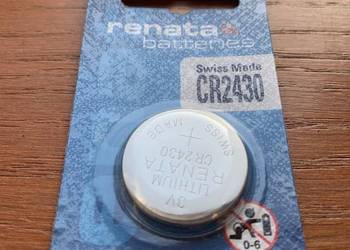 renata
batteries
Swiss Made
CR2430
SWISS MADE
+
CR2430
RENATA
LITHIUM
3V
0-6